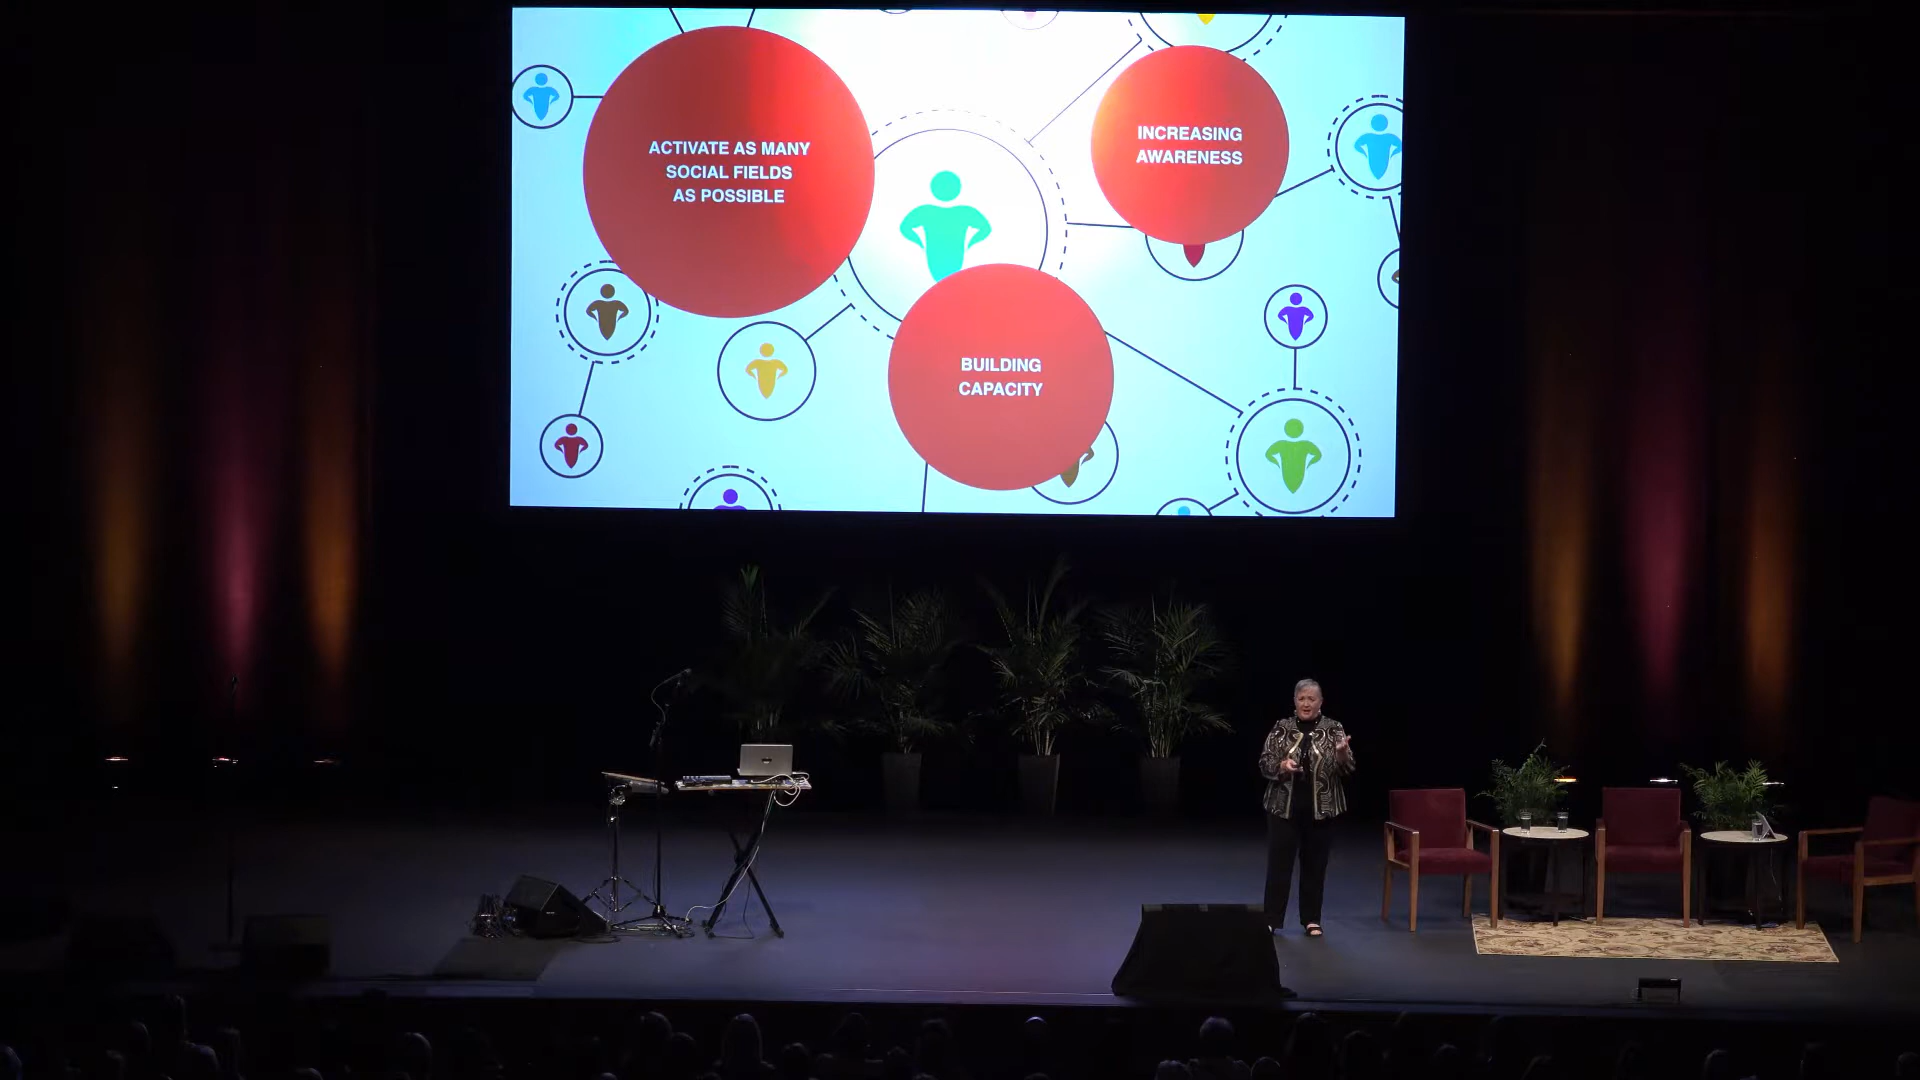 ACTIVATE AS MANY
SOCIAL FIELDS
AS POSSIBLE
INCREASING
AWARENESS
BUILDING
CAPACITY